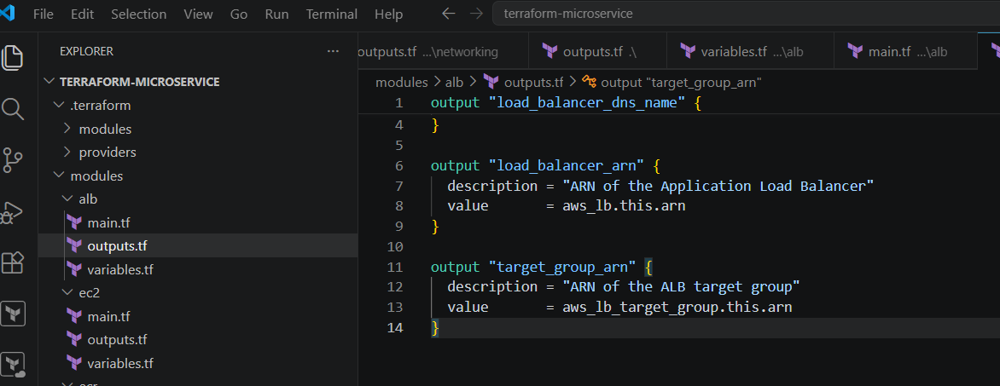 File Edit Selection View Go Run Terminal Help terraform-microservice
EXPLORER ... outputs.tf ...\networking outputs.tf .\ variables.tf ...\alb main.tf ...\alb
TERRAFORM-MICROSERVICE
.terraform
modules
providers
modules
alb
main.tf
outputs.tf
variables.tf
ec2
main.tf
outputs.tf
variables.tf
modules > alb > outputs.tf > output "target_group_arn"
1 output "load_balancer_dns_name" {
4 }
5
6 output "load_balancer_arn" {
7 description = "ARN of the Application Load Balancer"
8 value = aws_lb.this.arn
9 }
10
11 output "target_group_arn" {
12 description = "ARN of the ALB target group"
13 value = aws_lb_target_group.this.arn
14 }